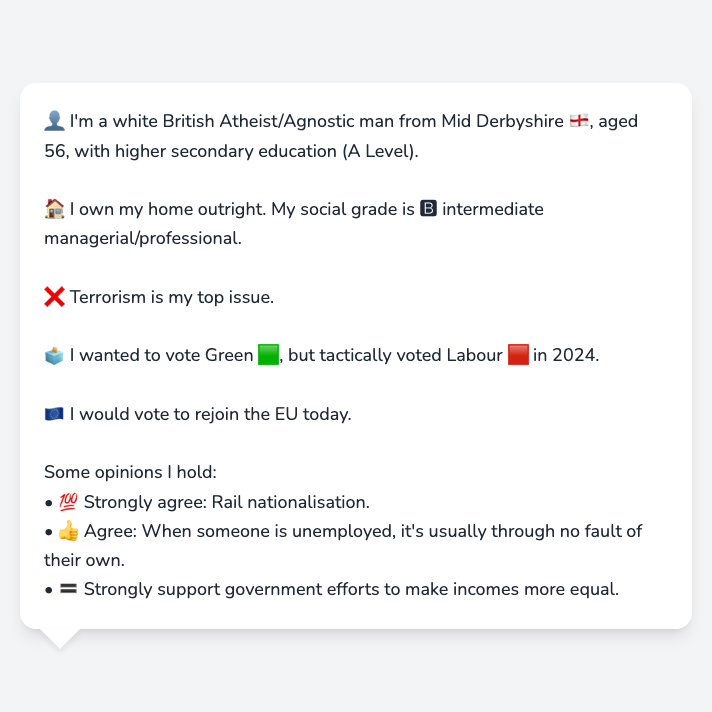 👤 I'm a white British Atheist/Agnostic man from Mid Derbyshire 🏴󠁧󠁢󠁥󠁮󠁧󠁿, aged
56, with higher secondary education (A Level).
🏠 I own my home outright. My social grade is 🅱 intermediate
managerial/professional.
❌ Terrorism is my top issue.
🗳️ I wanted to vote Green 🟩, but tactically voted Labour 🟥 in 2024.
🇪🇺 I would vote to rejoin the EU today.
Some opinions I hold:
• 💯 Strongly agree: Rail nationalisation.
• 👍 Agree: When someone is unemployed, it's usually through no fault of
their own.
• 🟰 Strongly support government efforts to make incomes more equal.